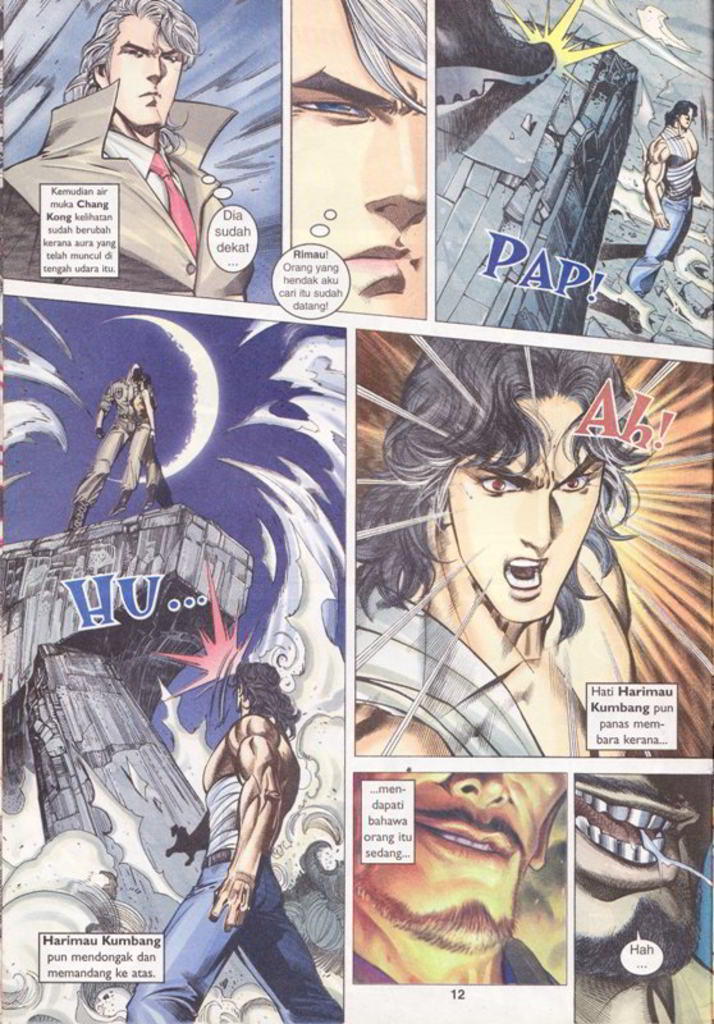 Kemudian air
muka Chang
Kong kelihatan
sudah berubah
kerana aura yang
telah muncul di
tengah udara itu.
Dia
sudah
dekat
...
Rimau!
Orang yang
hendak aku
cari itu sudah
datang!
PAP!
HU...
Harimau Kumbang
pun mendongak dan
memandang ke atas.
Ah!
Hati Harimau
Kumbang pun
panas mem-
bara kerana...
...men-
dapati
bahawa
orang itu
sedang...
Hah
...
12